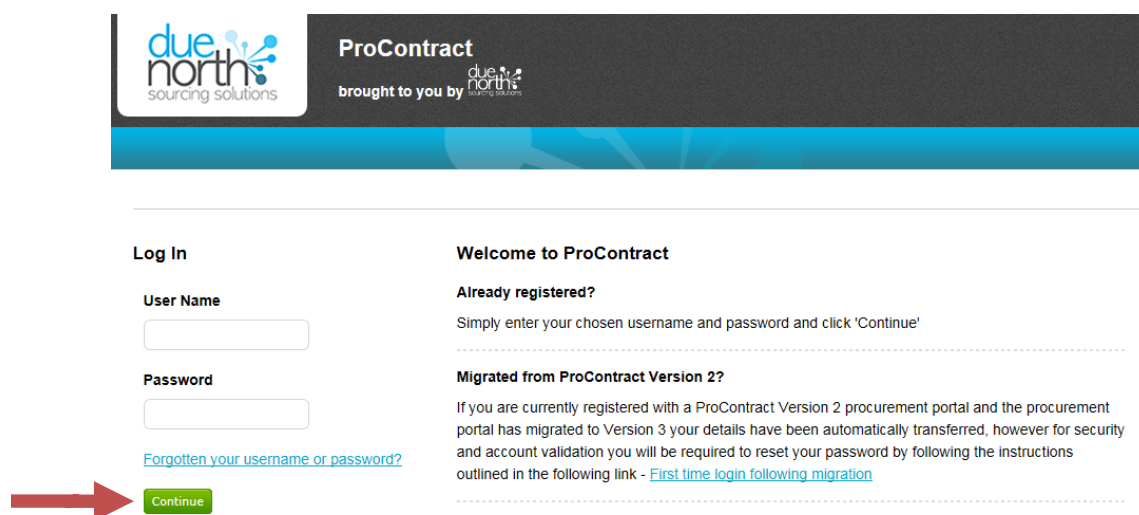 due
north
sourcing solutions
ProContract
brought to you by due north sourcing solutions
Log In
User Name
Password
Forgotten your username or password?
Continue
Welcome to ProContract
Already registered?
Simply enter your chosen username and password and click 'Continue'
Migrated from ProContract Version 2?
If you are currently registered with a ProContract Version 2 procurement portal and the procurement
portal has migrated to Version 3 your details have been automatically transferred, however for security
and account validation you will be required to reset your password by following the instructions
outlined in the following link - First time login following migration